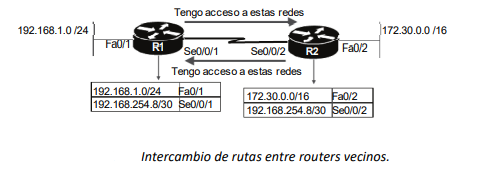 Tengo acceso a estas redes
192.168.1.0 /24
172.30.0.0 /16
Fa0/1
R1
Se0/0/1
Se0/0/2
R2
Fa0/2
Tengo acceso a estas redes
192.168.1.0/24 Fa0/1
192.168.254.8/30 Se0/0/1
172.30.0.0/16 Fa0/2
192.168.254.8/30 Se0/0/2
Intercambio de rutas entre routers vecinos.